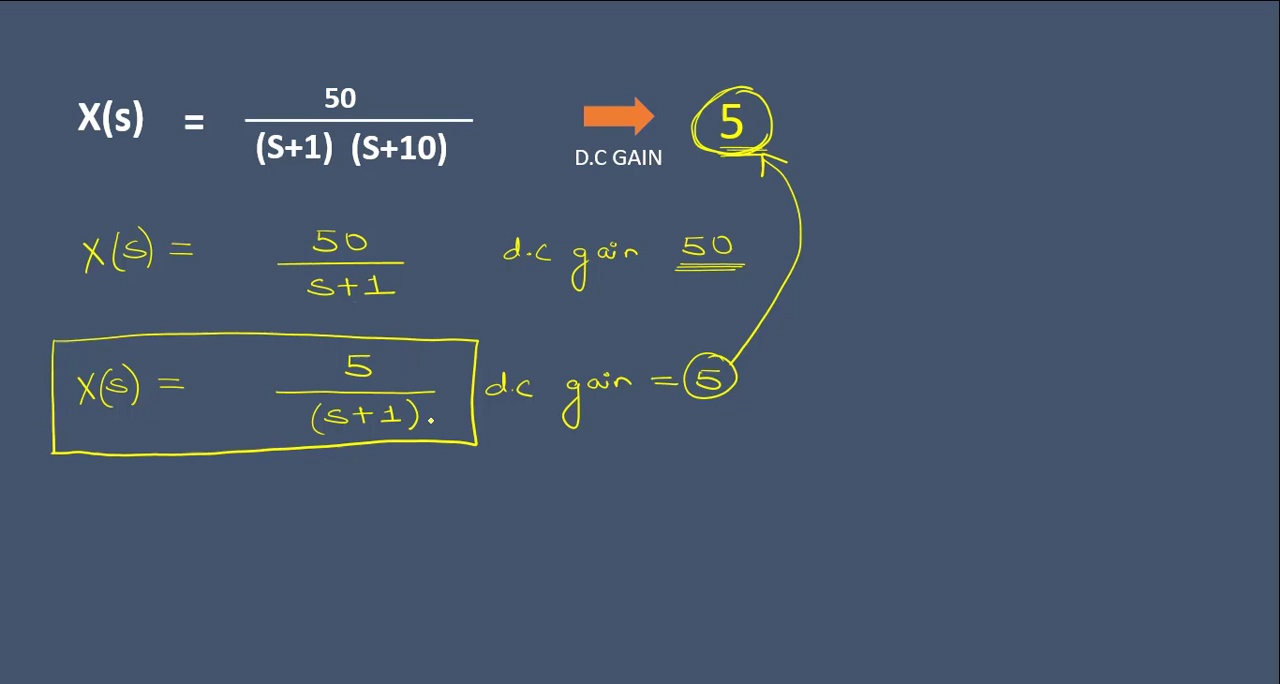 X(s) = 50 / (S+1) (S+10) D.C GAIN 5
X(s) = 50 / s+1 d.c gain 50
X(s) = 5 / (s+1) . d.c gain = 5